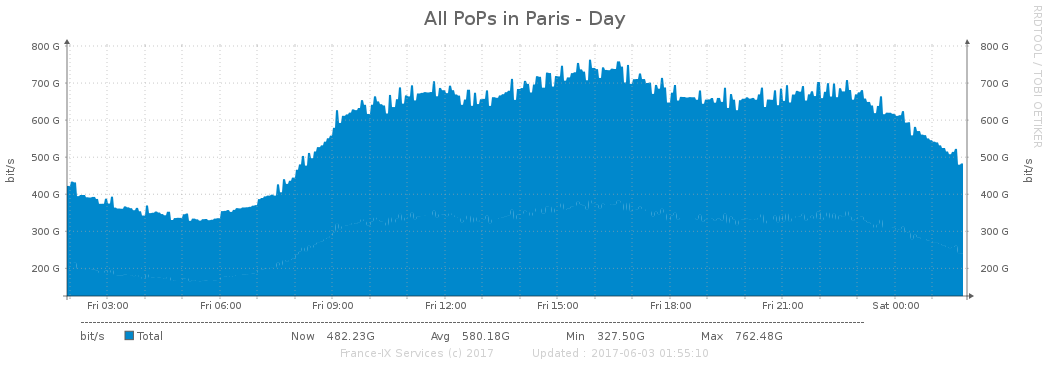 All PoPs in Paris - Day
RRDTOOL / TOBI OETIKER
800 G 800 G
700 G 700 G
600 G 600 G
500 G 500 G
400 G 400 G
300 G 300 G
200 G 200 G
bit/s bit/s
Fri 03:00 Fri 06:00 Fri 09:00 Fri 12:00 Fri 15:00 Fri 18:00 Fri 21:00 Sat 00:00
bit/s Total Now 482.23G Avg 580.18G Min 327.50G Max 762.48G
France-IX Services (c) 2017 Updated : 2017-06-03 01:55:10